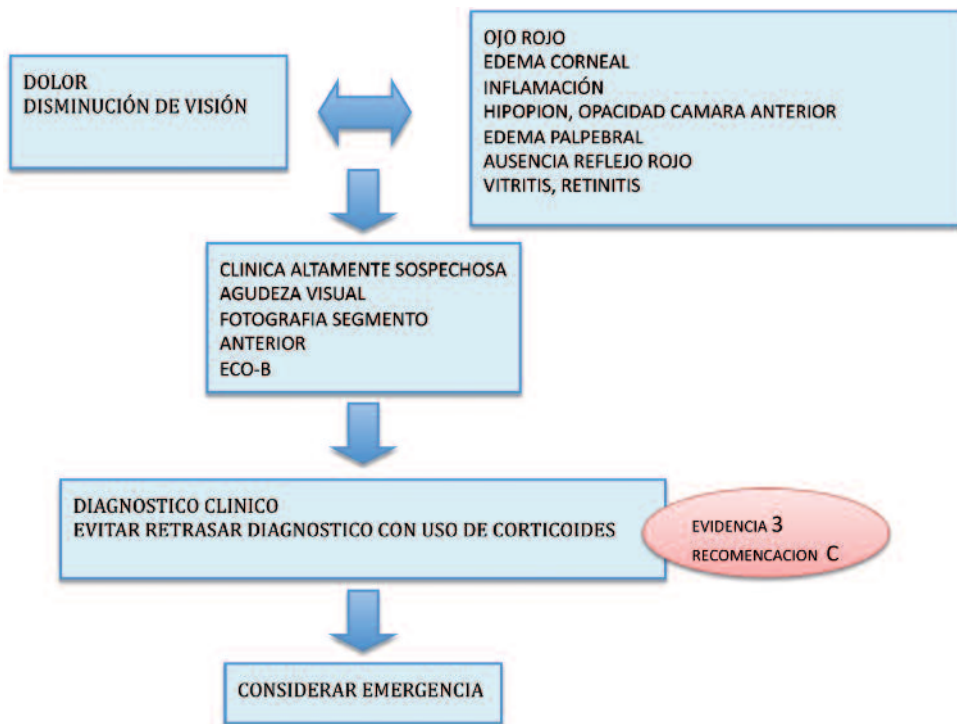 DOLOR
DISMINUCIÓN DE VISIÓN
OJO ROJO
EDEMA CORNEAL
INFLAMACIÓN
HIPOPION, OPACIDAD CAMARA ANTERIOR
EDEMA PALPEBRAL
AUSENCIA REFLEJO ROJO
VITRITIS, RETINITIS
CLINICA ALTAMENTE SOSPECHOSA
AGUDEZA VISUAL
FOTOGRAFIA SEGMENTO
ANTERIOR
ECO-B
DIAGNOSTICO CLINICO
EVITAR RETRASAR DIAGNOSTICO CON USO DE CORTICOIDES
EVIDENCIA 3
RECOMENCACION C
CONSIDERAR EMERGENCIA